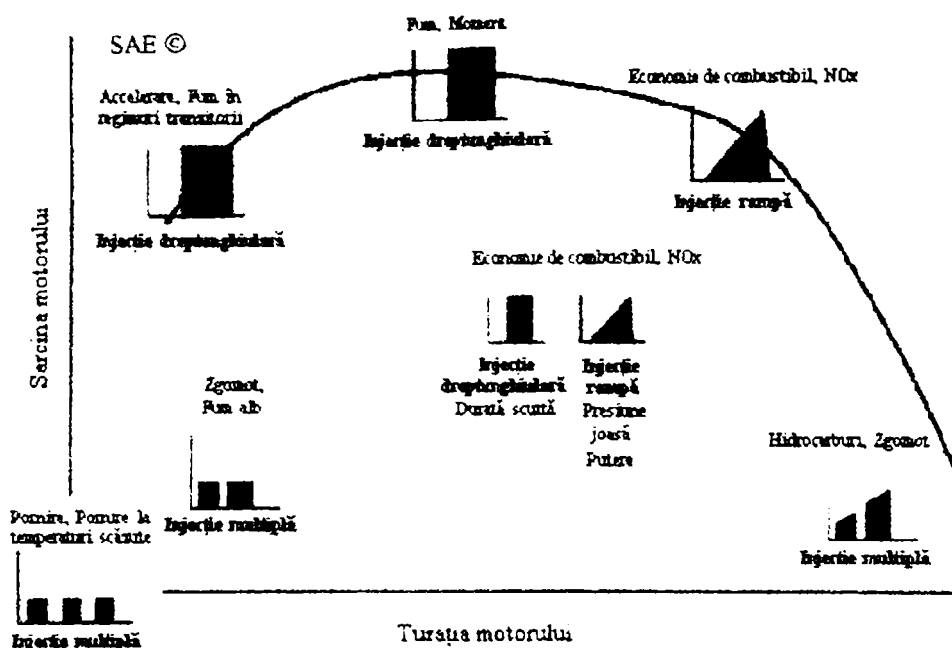 SAE ©
Fum, Moment
Economie de combustibil, NOx
Accelerare, Fum în
regimuri tranzitorii
Injecție dreptunghiulară
Injecție rampă
Injecție dreptunghiulară
Economie de combustibil, NOx
Sarcina motorului
Injecție
dreptunghiulară
Durată scurtă
Injecție
rampă
Presiune
joasă
Putere
Zgomot,
Fum alb
Hidrocarburi, Zgomot
Pornire, Pornire la
temperaturi scăzute
Injecție multiplă
Injecție multiplă
Injecție multiplă
Turația motorului